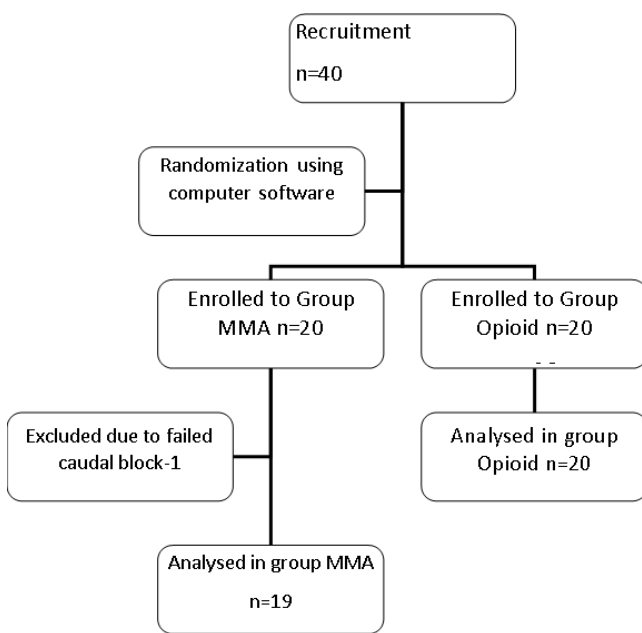 Recruitment
n=40
Randomization using
computer software
Enrolled to Group
MMA n=20
Enrolled to Group
Opioid n=20
Excluded due to failed
caudal block-1
Analysed in group
Opioid n=20
Analysed in group MMA
n=19